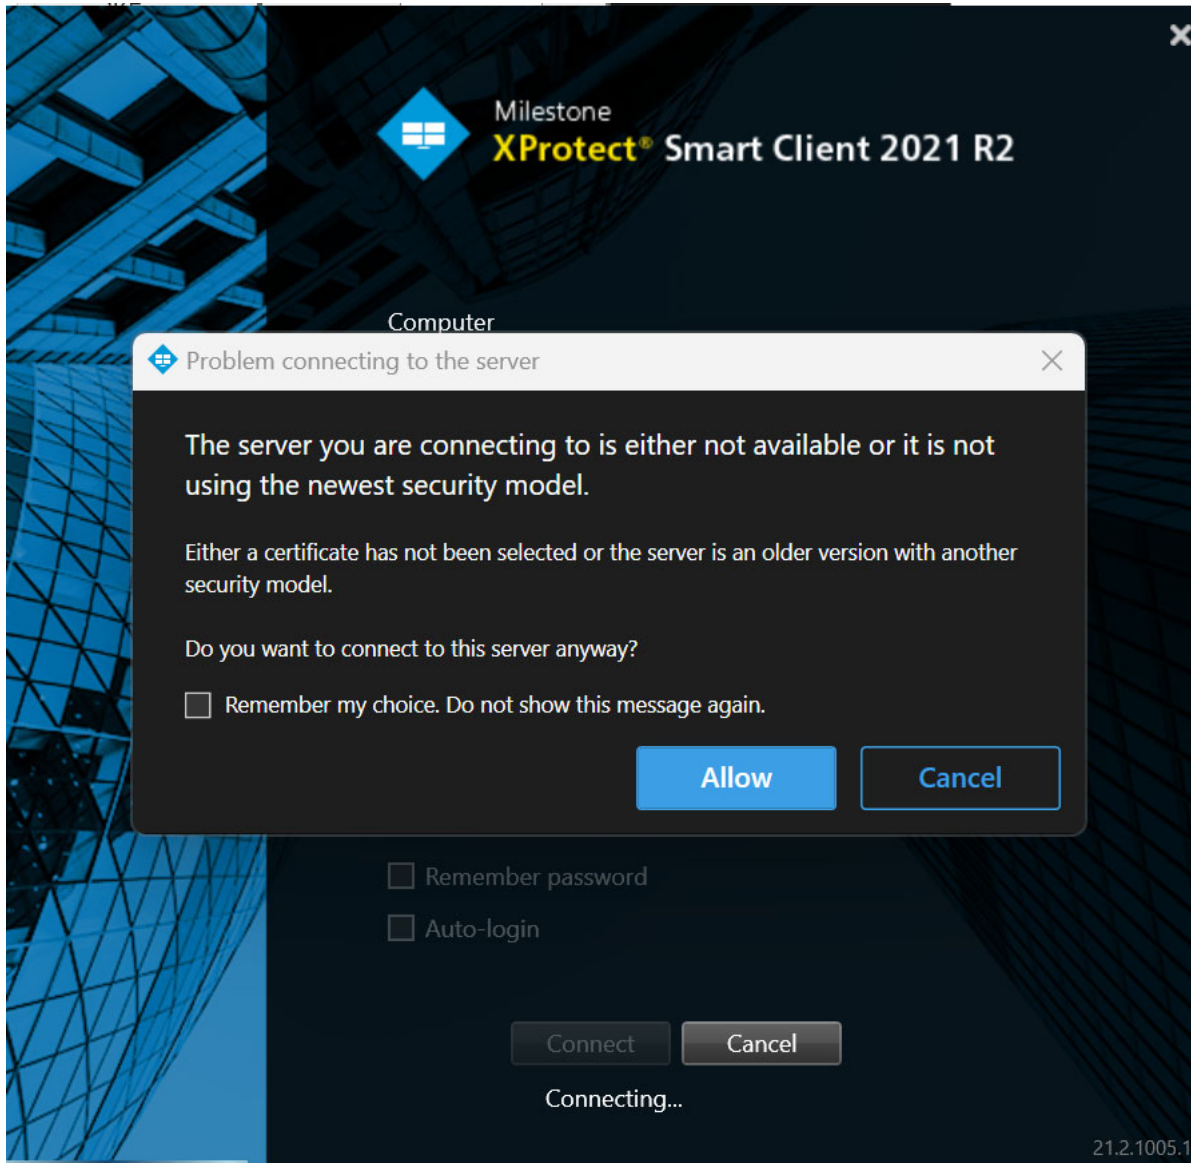 Milestone
XProtect® Smart Client 2021 R2
Computer
Problem connecting to the server
The server you are connecting to is either not available or it is not
using the newest security model.
Either a certificate has not been selected or the server is an older version with another
security model.
Do you want to connect to this server anyway?
Remember my choice. Do not show this message again.
Allow Cancel
Remember password
Auto-login
Connect Cancel
Connecting...
21.2.1005.1